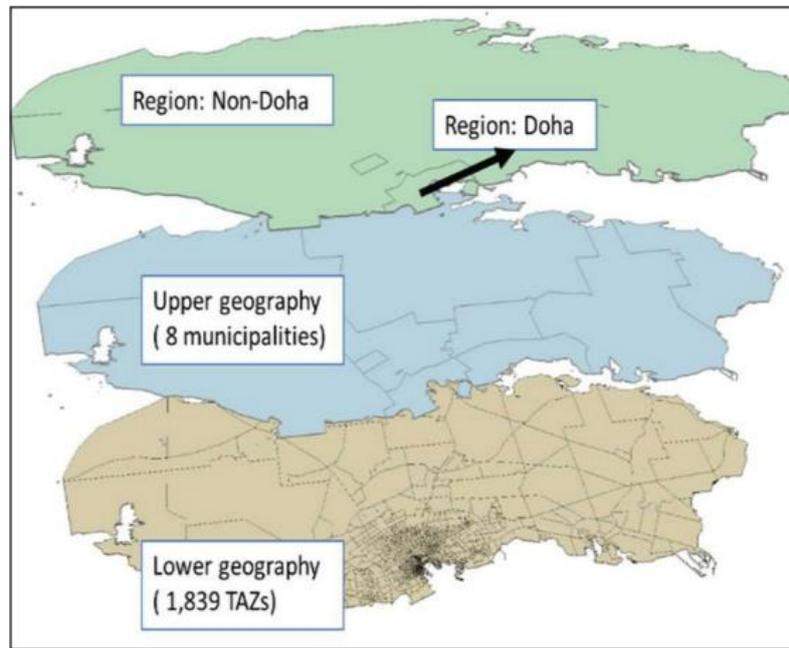 Region: Non-Doha
Region: Doha
Upper geography
( 8 municipalities)
Lower geography
( 1,839 TAZs)